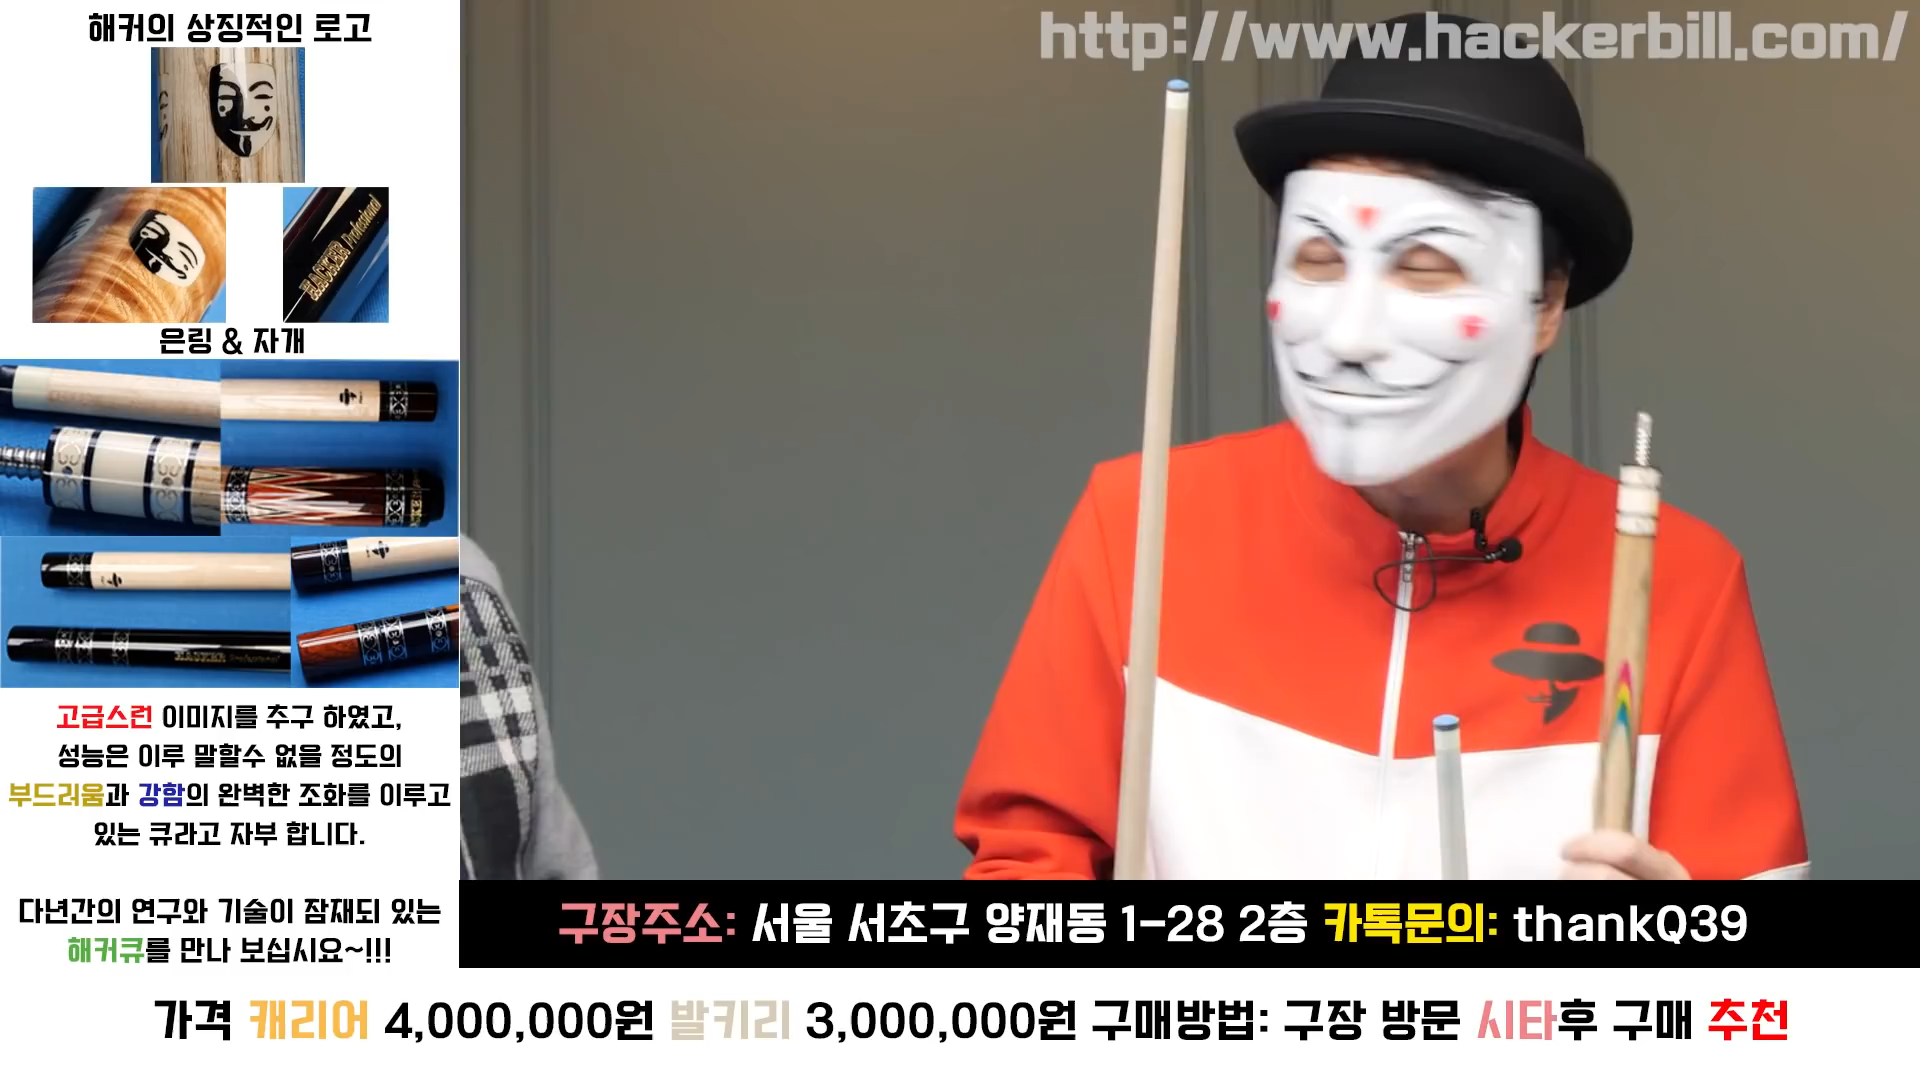 해커의 상징적인 로고
HACKER Professional
은링 & 자개
HACKER Professional
고급스런 이미지를 추구 하였고,
성능은 이루 말할수 없을 정도의
부드러움과 강함의 완벽한 조화를 이루고
있는 큐라고 자부 합니다.
다년간의 연구와 기술이 잠재되 있는
해커큐를 만나 보십시요~!!!
http://www.hackerbill.com/
구장주소: 서울 서초구 양재동 1-28 2층 카톡문의: thankQ39
가격 캐리어 4,000,000원 발키리 3,000,000원 구매방법: 구장 방문 시타후 구매 추천